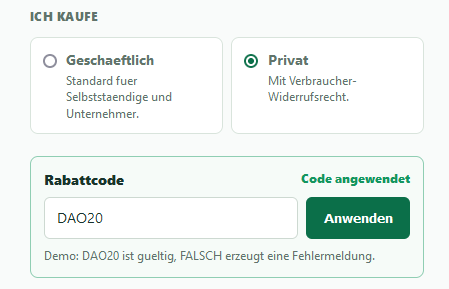 ICH KAUFE
Geschaeftlich
Standard fuer
Selbststaendige und
Unternehmer.
Privat
Mit Verbraucher-
Widerrufsrecht.
Rabattcode
Code angewendet
DAO20
Anwenden
Demo: DAO20 ist gueltig, FALSCH erzeugt eine Fehlermeldung.